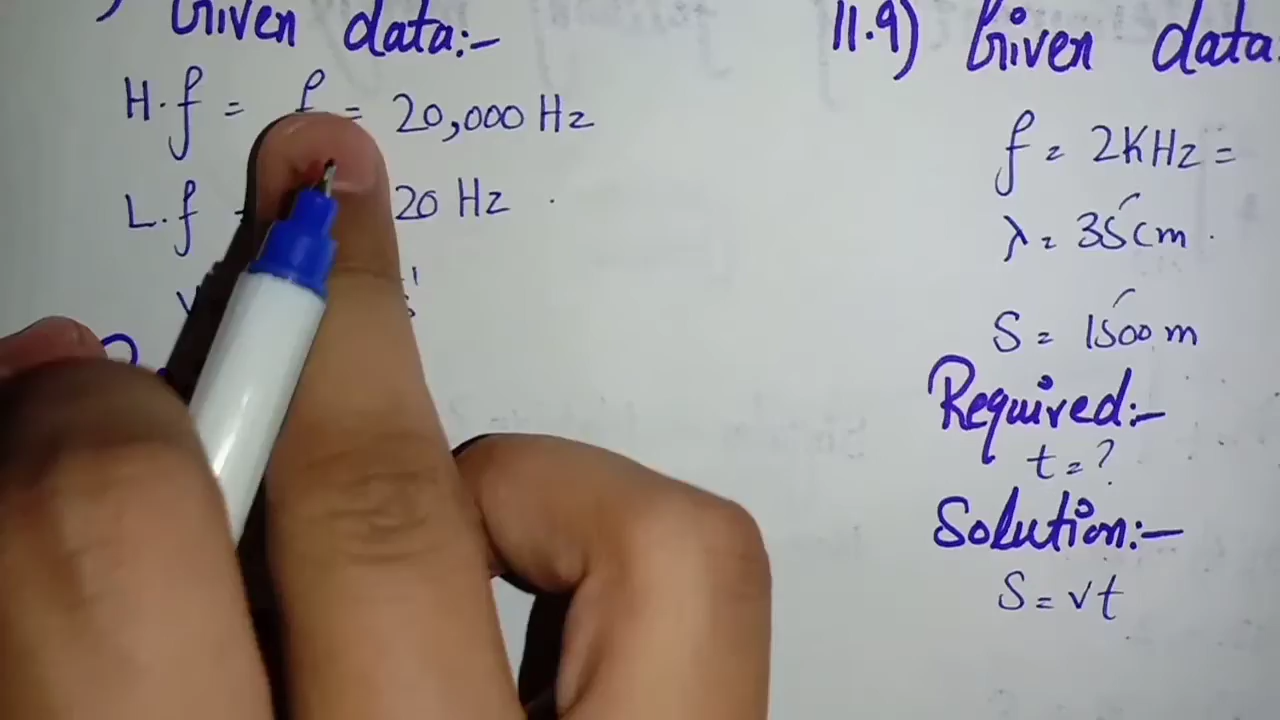 Given data:-
H.f = f = 20,000 Hz
L.f 20 Hz .
11.9) Given data
f = 2KHz =
λ = 35cm .
S = 1500 m
Required:-
t = ?
Solution:-
S = vt